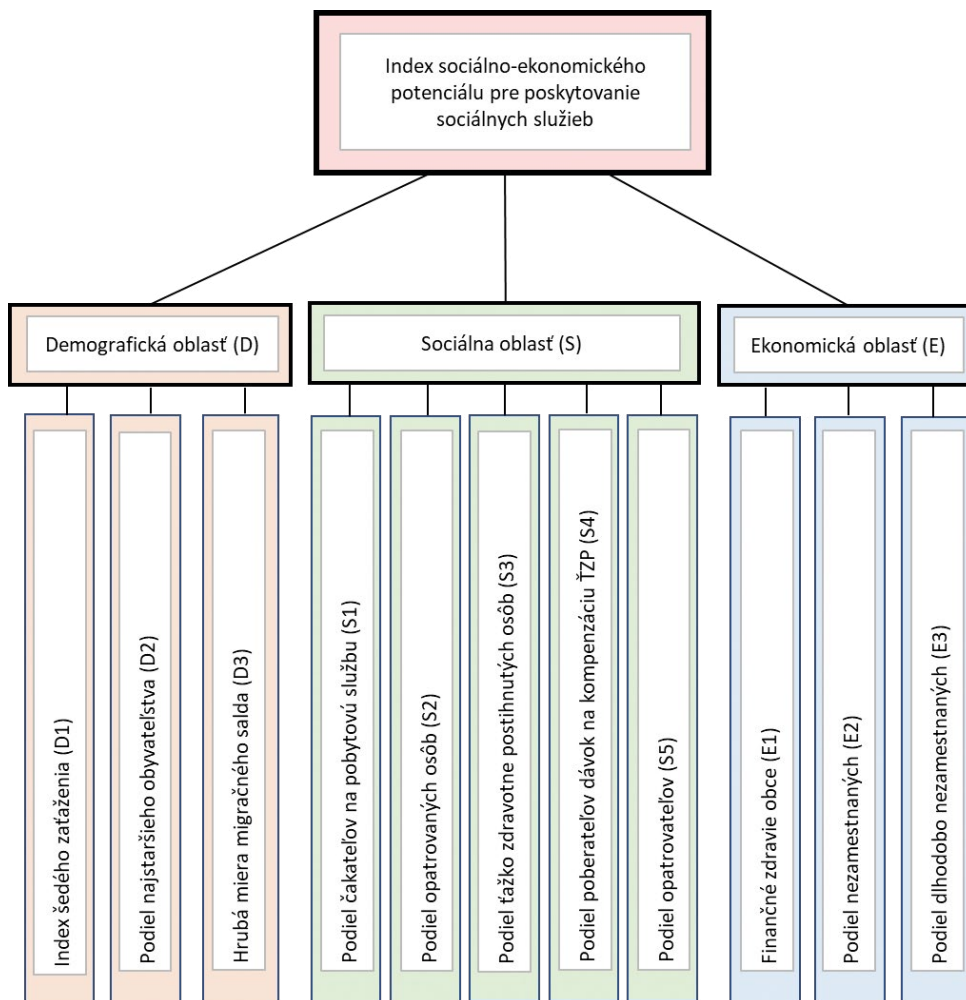 Index sociálno-ekonomického
potenciálu pre poskytovanie
sociálnych služieb
Demografická oblasť (D)
Sociálna oblasť (S)
Ekonomická oblasť (E)
Index šedého zaťaženia (D1)
Podiel najstaršieho obyvateľstva (D2)
Hrubá miera migračného salda (D3)
Podiel čakateľov na pobytovú službu (S1)
Podiel opatrovaných osôb (S2)
Podiel ťažko zdravotne postihnutých osôb (S3)
Podiel poberateľov dávok na kompenzáciu ŤZP (S4)
Podiel opatrovateľov (S5)
Finančné zdravie obce (E1)
Podiel nezamestnaných (E2)
Podiel dlhodobo nezamestnaných (E3)